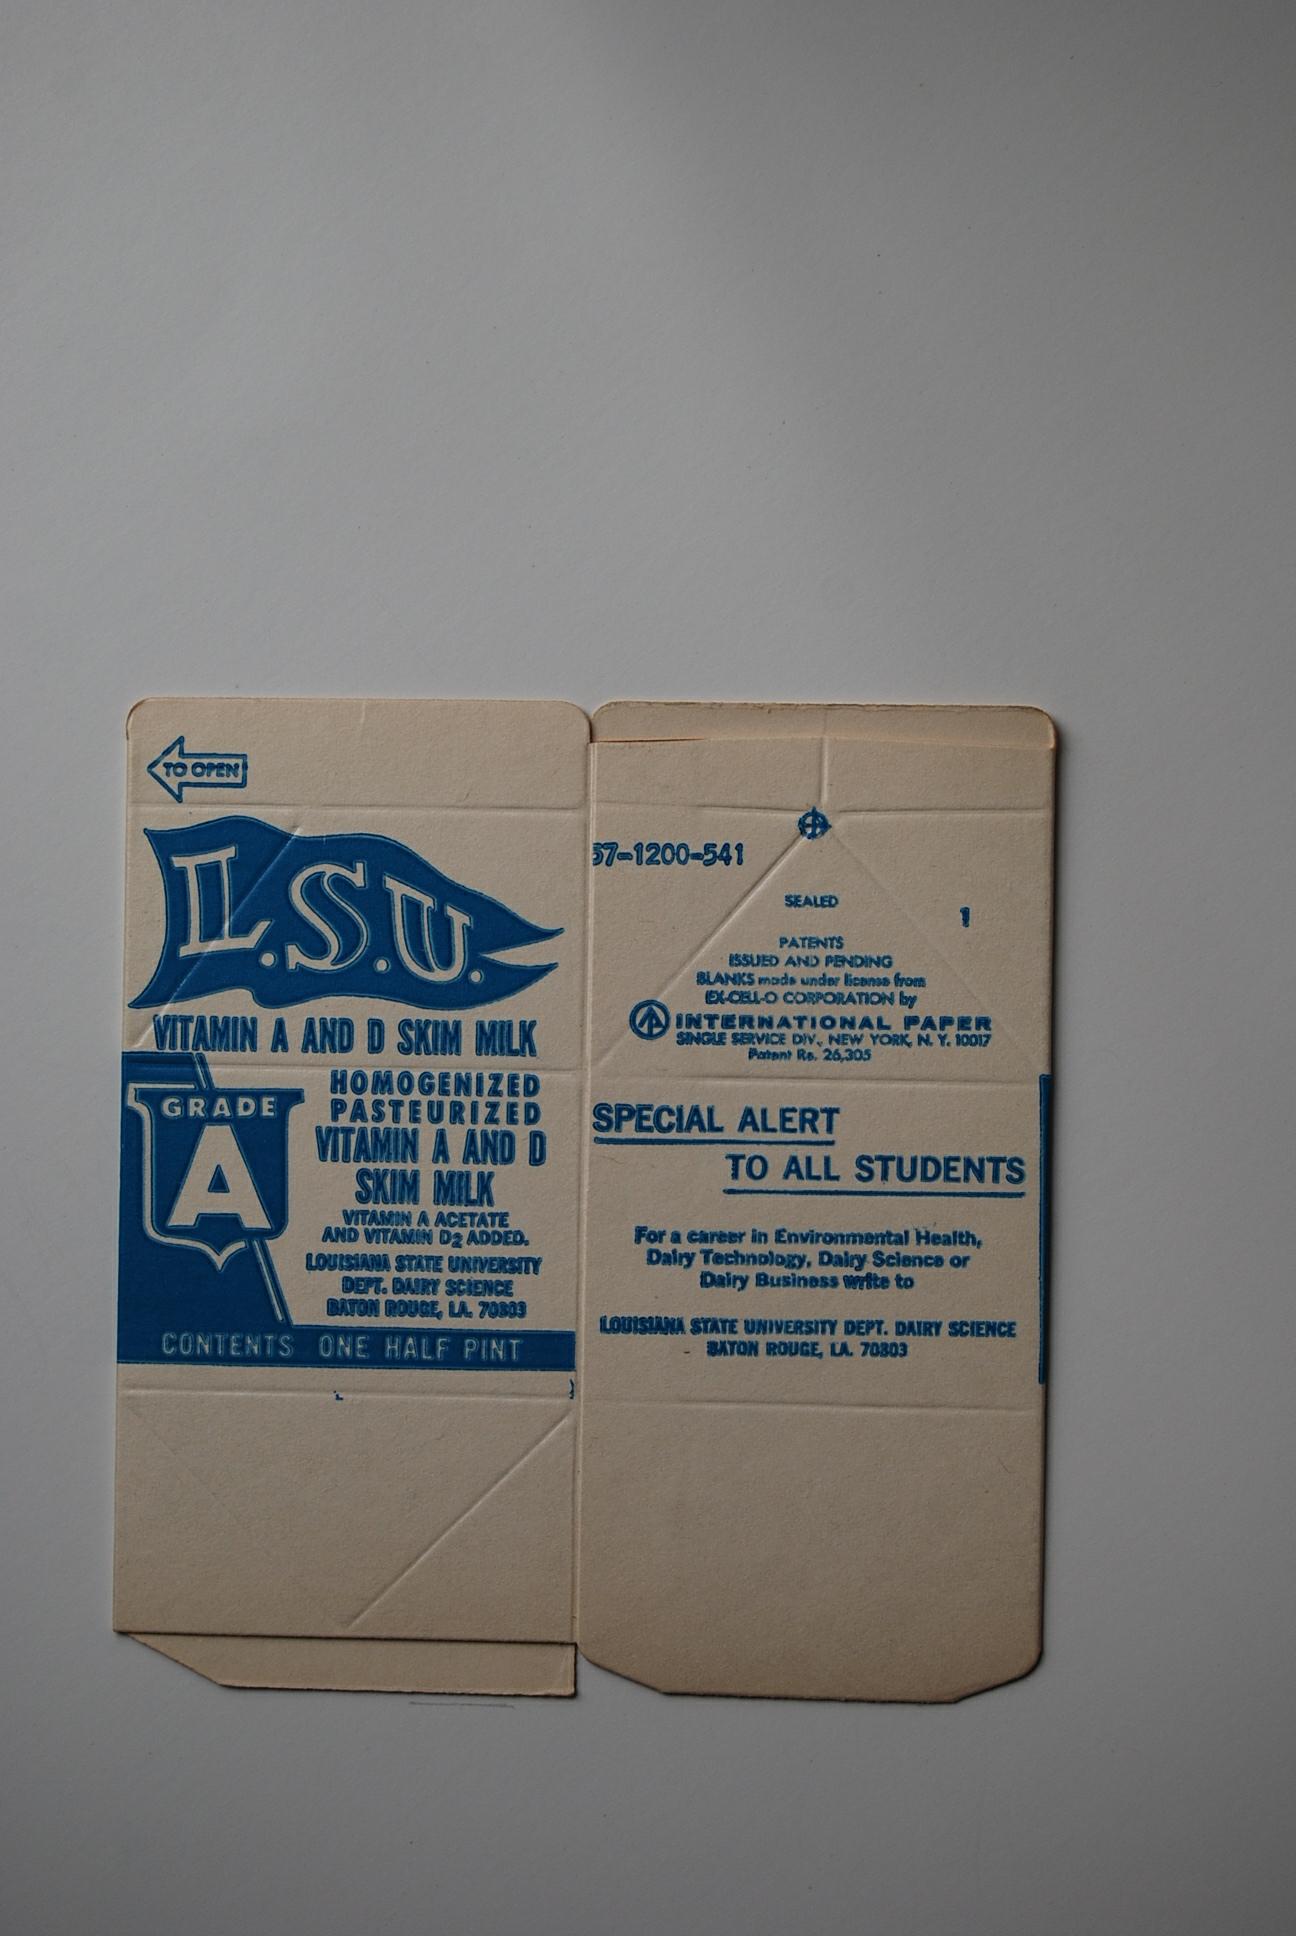 TO OPEN
L.S.U.
VITAMIN A AND D SKIM MILK
GRADE
A
HOMOGENIZED
PASTEURIZED
VITAMIN A AND D
SKIM MILK
VITAMIN A ACETATE
AND VITAMIN D2 ADDED.
LOUISIANA STATE UNIVERSITY
DEPT. DAIRY SCIENCE
BATON ROUGE, LA. 70803
CONTENTS ONE HALF PINT
57-1200-541
SEALED
1
PATENTS
ISSUED AND PENDING
BLANKS made under license from
EX-CELL-O CORPORATION by
INTERNATIONAL PAPER
SINGLE SERVICE DIV., NEW YORK, N. Y. 10017
Patent Re. 26,305
SPECIAL ALERT
TO ALL STUDENTS
For a career in Environmental Health,
Dairy Technology, Dairy Science or
Dairy Business write to
LOUISIANA STATE UNIVERSITY DEPT. DAIRY SCIENCE
BATON ROUGE, LA. 70803